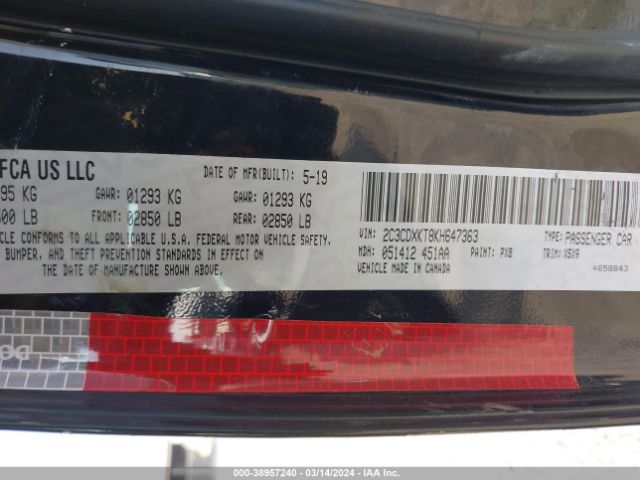 FCA US LLC
DATE OF MFR(BUILT): 5-19
95 KG GAWR: 01293 KG GAWR: 01293 KG
00 LB FRONT: 02850 LB REAR: 02850 LB
ICLE CONFORMS TO ALL APPLICABLE U.S.A. FEDERAL MOTOR VEHICLE SAFETY,
BUMPER, AND THEFT PREVENTION STANDARDS IN EFFECT ON
THE DATE OF MANUFACTURE SHOWN ABOVE.
VIN: 2C3CDXKT8KH647363 TYPE: PASSENGER CAR
MDH: 051412 451AA PAINT: PX8 TRIM: X5X9
VEHICLE MADE IN CANADA 4658843
000-38957240 - 03/14/2024 - IAA Inc.